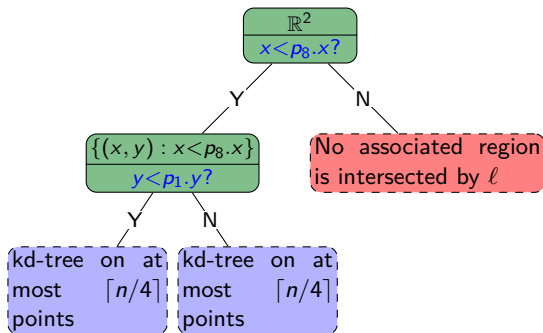 ℝ²
x<p₈.x?
Y
N
{(x, y) : x<p₈.x}
y<p₁.y?
No associated region
is intersected by ℓ
Y
N
kd-tree on at
most ⌈n/4⌉
points
kd-tree on at
most ⌈n/4⌉
points